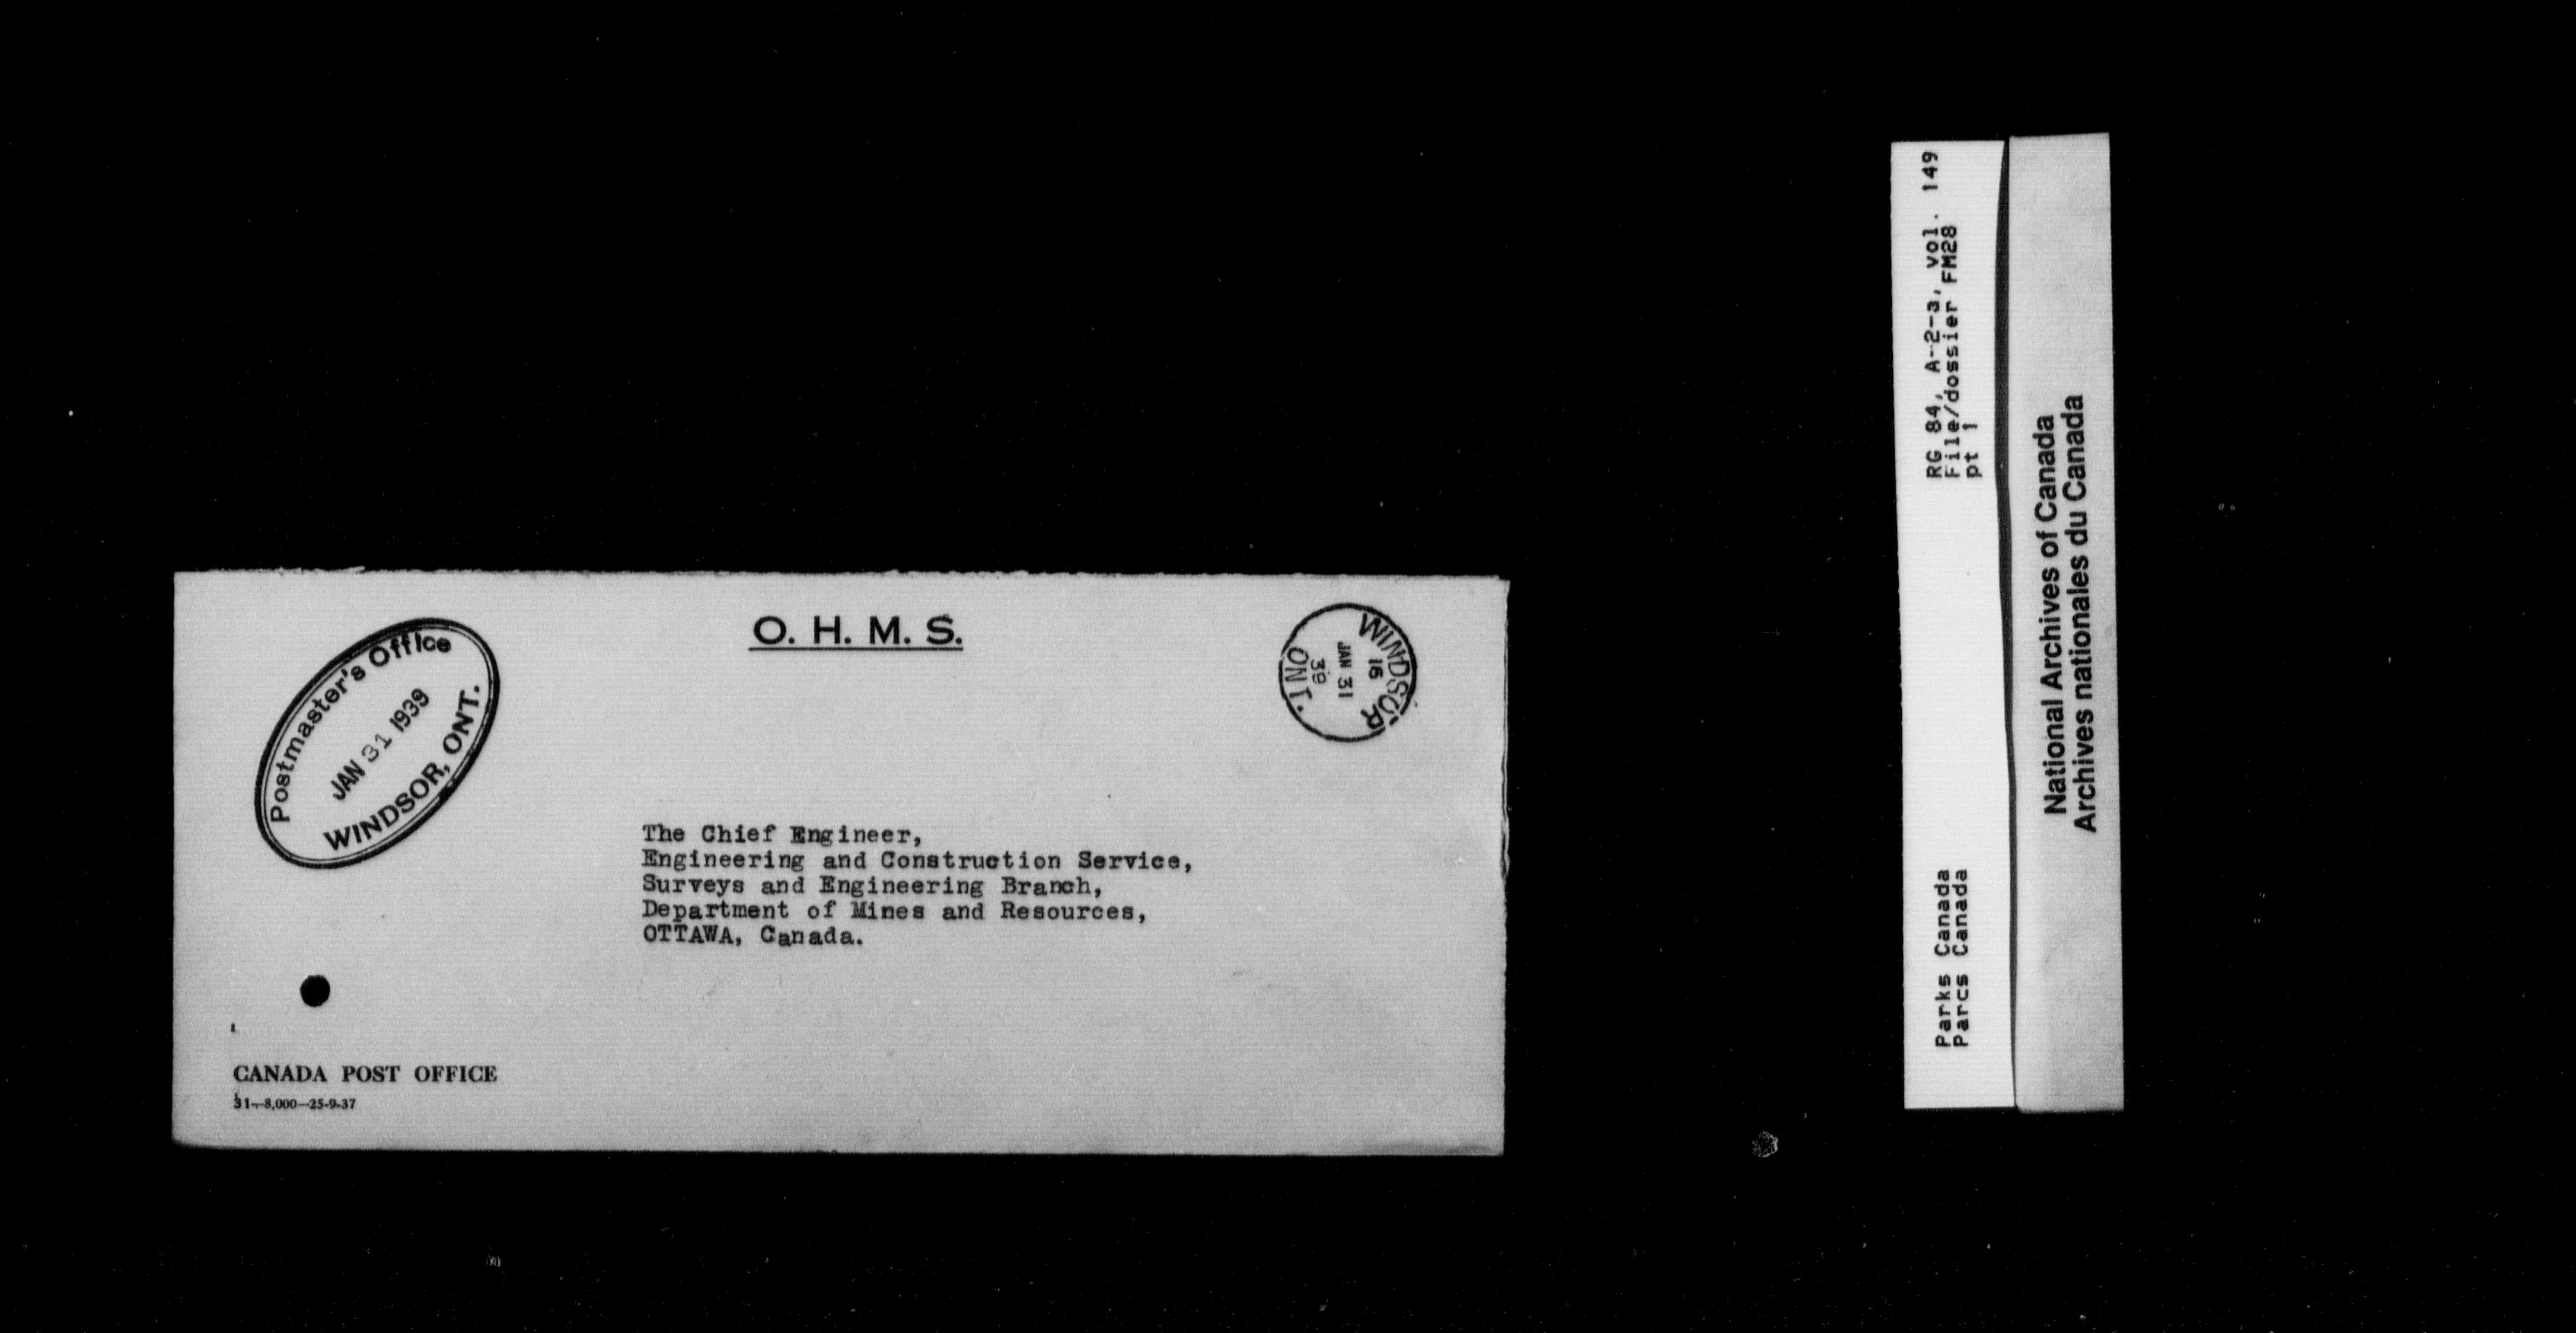 O. H. M. S.
Postmaster's Office
JAN 31 1939
WINDSOR, ONT.
WINDSOR
16
JAN 31
39
ONT.
The Chief Engineer,
Engineering and Construction Service,
Surveys and Engineering Branch,
Department of Mines and Resources,
OTTAWA, Canada.
CANADA POST OFFICE
31—8,000—25-9-37
RG 84, A-2-a, vol. 149
File/dossier FM28
pt 1
Parks Canada
Parcs Canada
National Archives of Canada
Archives nationales du Canada